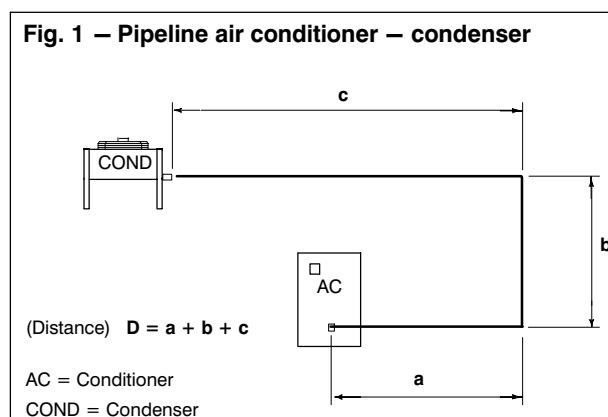 Fig. 1 – Pipeline air conditioner – condenser
c
COND
b
AC
(Distance) D = a + b + c
a
AC = Conditioner
COND = Condenser